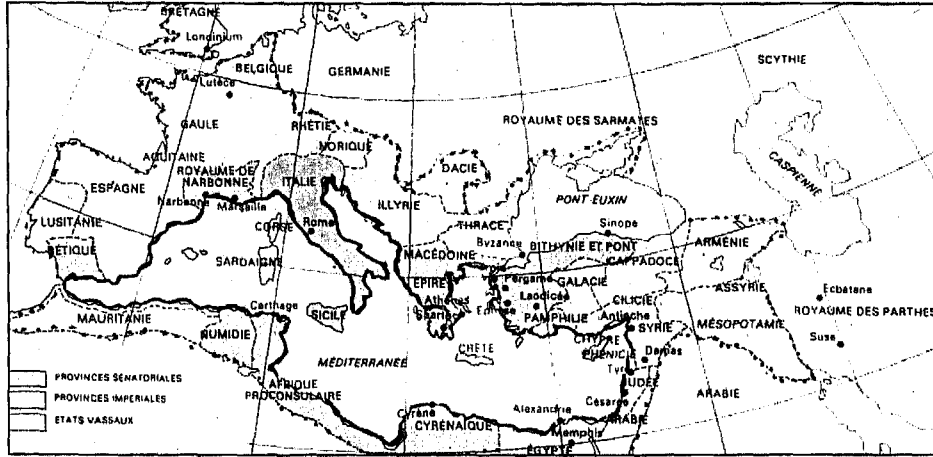 BRETAGNE
Londinium
BELGIQUE
GERMANIE
SCYTHIE
Lutèce
GAULE
RHÉTIE
ROYAUME DES SARMATES
NORIQUE
AQUITAINE
DACIE
CASPIENNE
ROYAUME DE
NARBONNE
ITALIE
ESPAGNE
PONT-EUXIN
Narbonne
Marseille
ILLYRIE
LUSITANIE
CORSE
Rome
THRACE
Sinope
Byzance
BITHYNIE ET PONT
ARMÉNIE
BÉTIQUE
SARDAIGNE
MACÉDOINE
CAPPADOCE
ÉPIRE
Pergame
GALACIE
ASSYRIE
Ecbatane
Athènes
Laodicée
CILICIE
ROYAUME DES PARTHES
Carthage
SICILE
PAMPHILIE
Antioche
MAURITANIE
SYRIE
MÉSOPOTAMIE
Suse
NUMIDIE
CRÈTE
CHYPRE
PHÉNICIE
Damas
MÉDITERRANÉE
Tyr
PROVINCES SÉNATORIALES
AFRIQUE
PROCONSULAIRE
JUDÉE
ARABIE
PROVINCES IMPÉRIALES
Césarée
ETATS VASSAUX
Cyrène
CYRÉNAÏQUE
Alexandrie
ARABIE
Memphis
ÉGYPTE